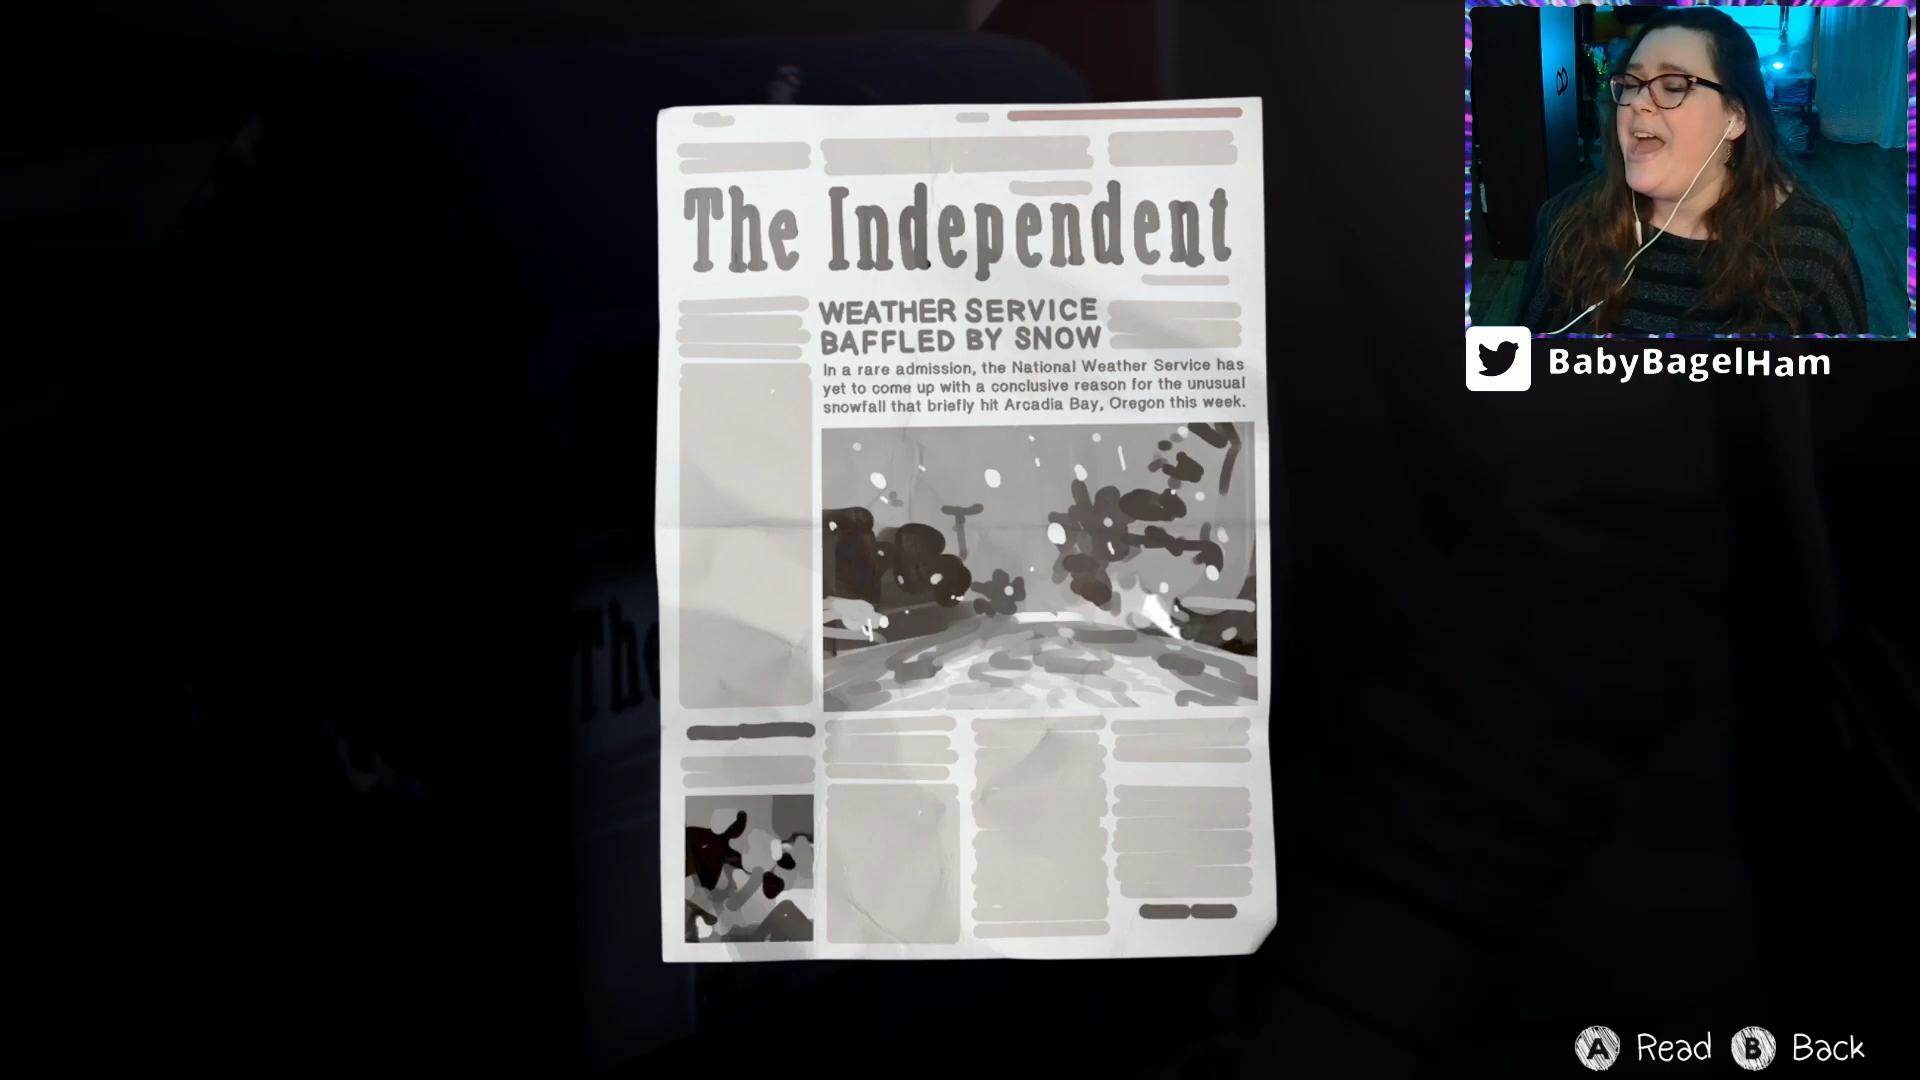 The Independent
WEATHER SERVICE
BAFFLED BY SNOW
In a rare admission, the National Weather Service has
yet to come up with a conclusive reason for the unusual
snowfall that briefly hit Arcadia Bay, Oregon this week.
The
BabyBagelHam
A Read B Back